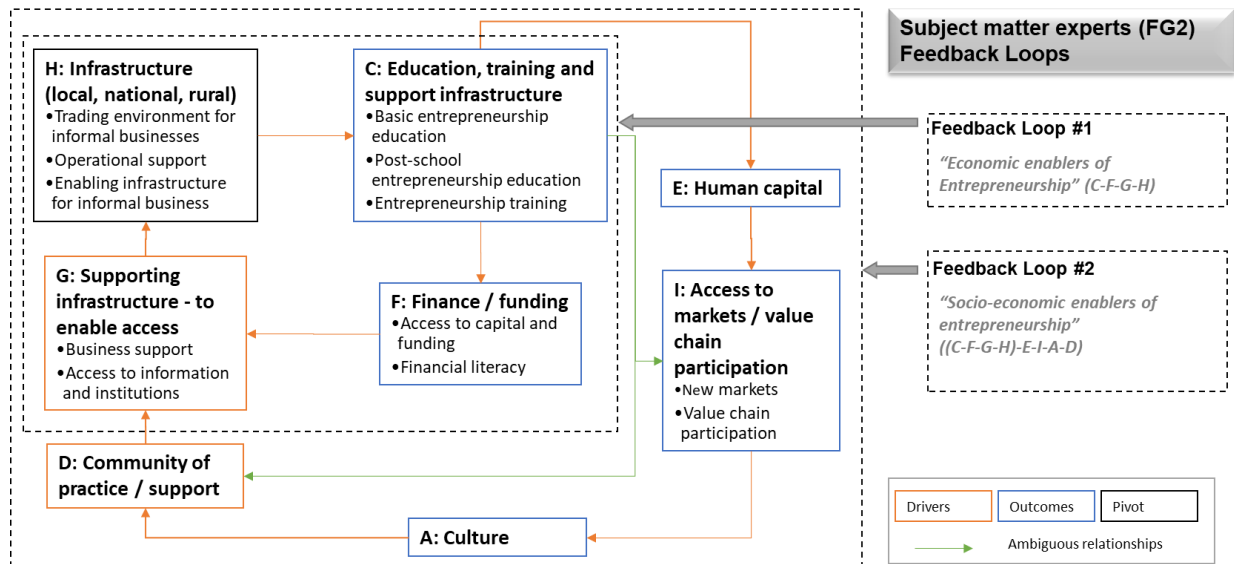 Subject matter experts (FG2)
Feedback Loops
H: Infrastructure
(local, national, rural)
•Trading environment for
informal businesses
•Operational support
•Enabling infrastructure
for informal business
C: Education, training and
support infrastructure
•Basic entrepreneurship
education
•Post-school
entrepreneurship education
•Entrepreneurship training
E: Human capital
G: Supporting
infrastructure - to
enable access
•Business support
•Access to information
and institutions
F: Finance / funding
•Access to capital and
funding
•Financial literacy
I: Access to
markets / value
chain
participation
•New markets
•Value chain
participation
D: Community of
practice / support
A: Culture
Feedback Loop #1
“Economic enablers of
Entrepreneurship” (C-F-G-H)
Feedback Loop #2
“Socio-economic enablers of
entrepreneurship”
((C-F-G-H)-E-I-A-D)
Drivers
Outcomes
Pivot
Ambiguous relationships